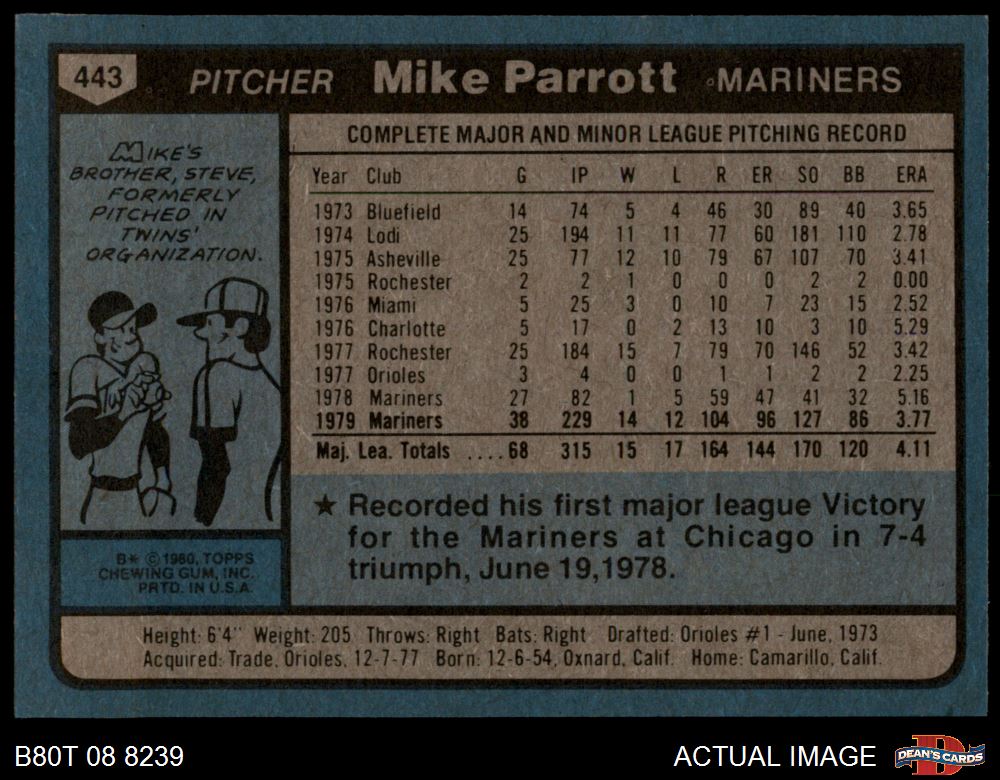 443 PITCHER Mike Parrott MARINERS
MIKE'S
BROTHER, STEVE,
FORMERLY
PITCHED IN
TWINS'
ORGANIZATION.
B* © 1980, TOPPS
CHEWING GUM, INC.
PRTD. IN U.S.A.
COMPLETE MAJOR AND MINOR LEAGUE PITCHING RECORD
Year Club G IP W L R ER SO BB ERA
1973 Bluefield 14 74 5 4 46 30 89 40 3.65
1974 Lodi 25 194 11 11 77 60 181 110 2.78
1975 Asheville 25 77 12 10 79 67 107 70 3.41
1975 Rochester 2 2 1 0 0 0 2 2 0.00
1976 Miami 5 25 3 0 10 7 23 15 2.52
1976 Charlotte 5 17 0 2 13 10 3 10 5.29
1977 Rochester 25 184 15 7 79 70 146 52 3.42
1977 Orioles 3 4 0 0 1 1 2 2 2.25
1978 Mariners 27 82 1 5 59 47 41 32 5.16
1979 Mariners 38 229 14 12 104 96 127 86 3.77
Maj. Lea. Totals ....68 315 15 17 164 144 170 120 4.11
★ Recorded his first major league Victory
for the Mariners at Chicago in 7-4
triumph, June 19,1978.
Height: 6'4" Weight: 205 Throws: Right Bats: Right Drafted: Orioles #1 - June, 1973
Acquired: Trade, Orioles, 12-7-77 Born: 12-6-54, Oxnard, Calif. Home: Camarillo, Calif.
B80T 08 8239 ACTUAL IMAGE D DEAN'S CARDS